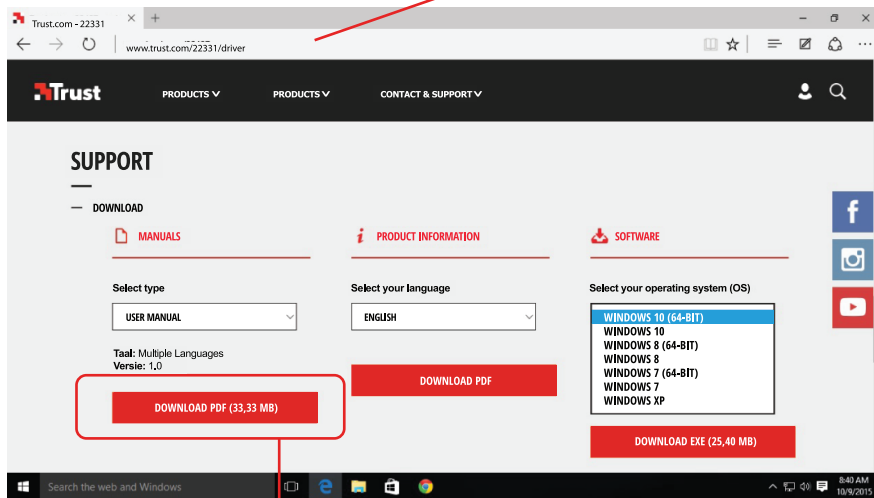 Trust.com - 22331
www.trust.com/22331/driver
Trust
PRODUCTS
PRODUCTS
CONTACT & SUPPORT
SUPPORT
DOWNLOAD
MANUALS
Select type
USER MANUAL
Taal: Multiple Languages
Versie: 1.0
DOWNLOAD PDF (33,33 MB)
PRODUCT INFORMATION
Select your language
ENGLISH
DOWNLOAD PDF
SOFTWARE
Select your operating system (OS)
WINDOWS 10 (64-BIT)
WINDOWS 10
WINDOWS 8 (64-BIT)
WINDOWS 8
WINDOWS 7 (64-BIT)
WINDOWS 7
WINDOWS XP
DOWNLOAD EXE (25,40 MB)
Search the web and Windows
8:40 AM
10/9/2015